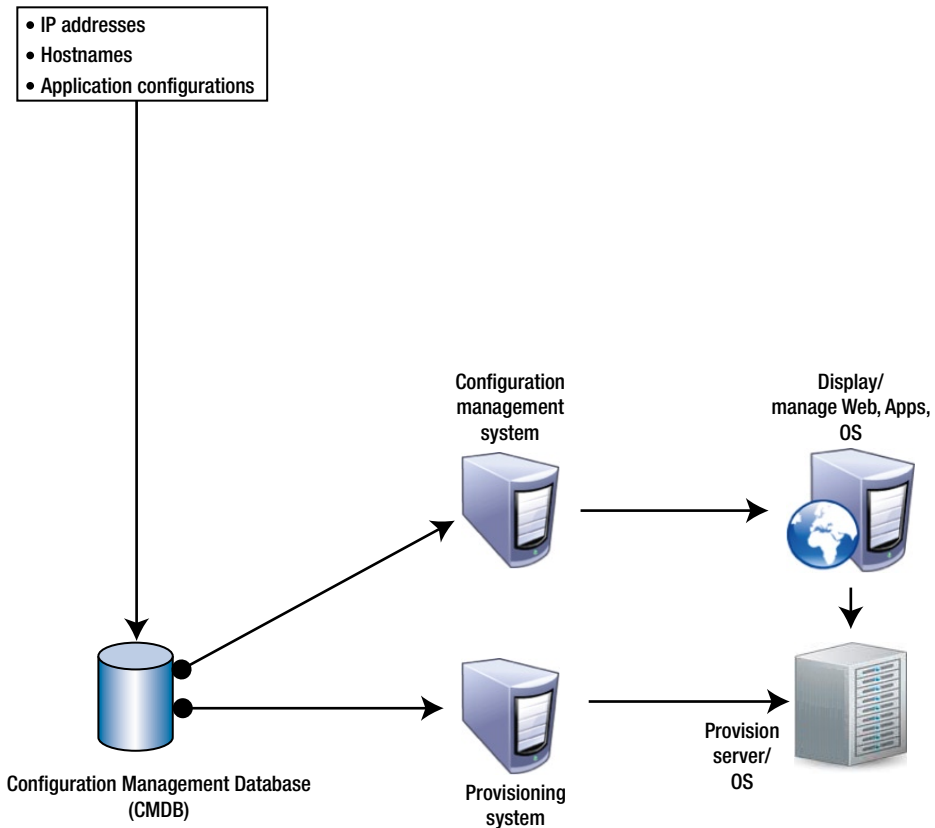 • IP addresses
• Hostnames
• Application configurations
Configuration
management
system
Display/
manage Web, Apps,
OS
Provision
server/
OS
Configuration Management Database
(CMDB)
Provisioning
system